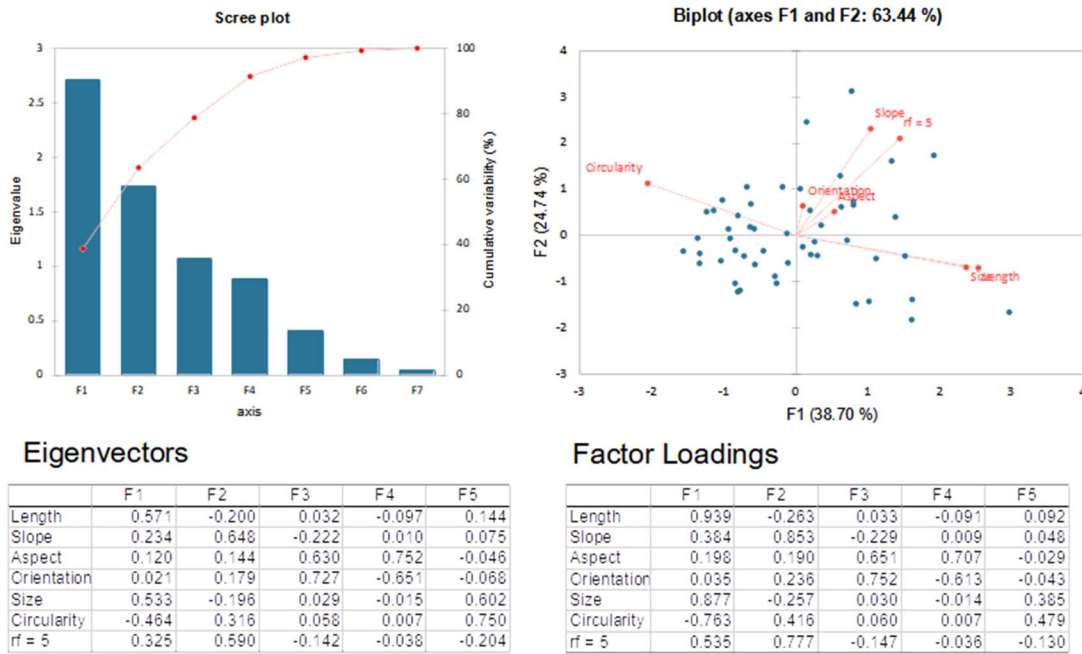 Scree plot
3
2.5
2
1.5
1
0.5
0
Eigenvalue
100
80
60
40
20
0
Cumulative variability (%)
F1 F2 F3 F4 F5 F6 F7
axis
Biplot (axes F1 and F2: 63.44 %)
4
3
2
1
0
-1
-2
-3
F2 (24.74 %)
Slope
rf = 5
Circularity
Orientation
Aspect
Size
Length
-3 -2 -1 0 1 2 3 4
F1 (38.70 %)
Eigenvectors
F1 F2 F3 F4 F5
Length 0.571 -0.200 0.032 -0.097 0.144
Slope 0.234 0.648 -0.222 0.010 0.075
Aspect 0.120 0.144 0.630 0.752 -0.046
Orientation 0.021 0.179 0.727 -0.651 -0.068
Size 0.533 -0.196 0.029 -0.015 0.602
Circularity -0.464 0.316 0.058 0.007 0.750
rf = 5 0.325 0.590 -0.142 -0.038 -0.204
Factor Loadings
F1 F2 F3 F4 F5
Length 0.939 -0.263 0.033 -0.091 0.092
Slope 0.384 0.853 -0.229 0.009 0.048
Aspect 0.198 0.190 0.651 0.707 -0.029
Orientation 0.035 0.236 0.752 -0.613 -0.043
Size 0.877 -0.257 0.030 -0.014 0.385
Circularity -0.763 0.416 0.060 0.007 0.479
rf = 5 0.535 0.777 -0.147 -0.036 -0.130